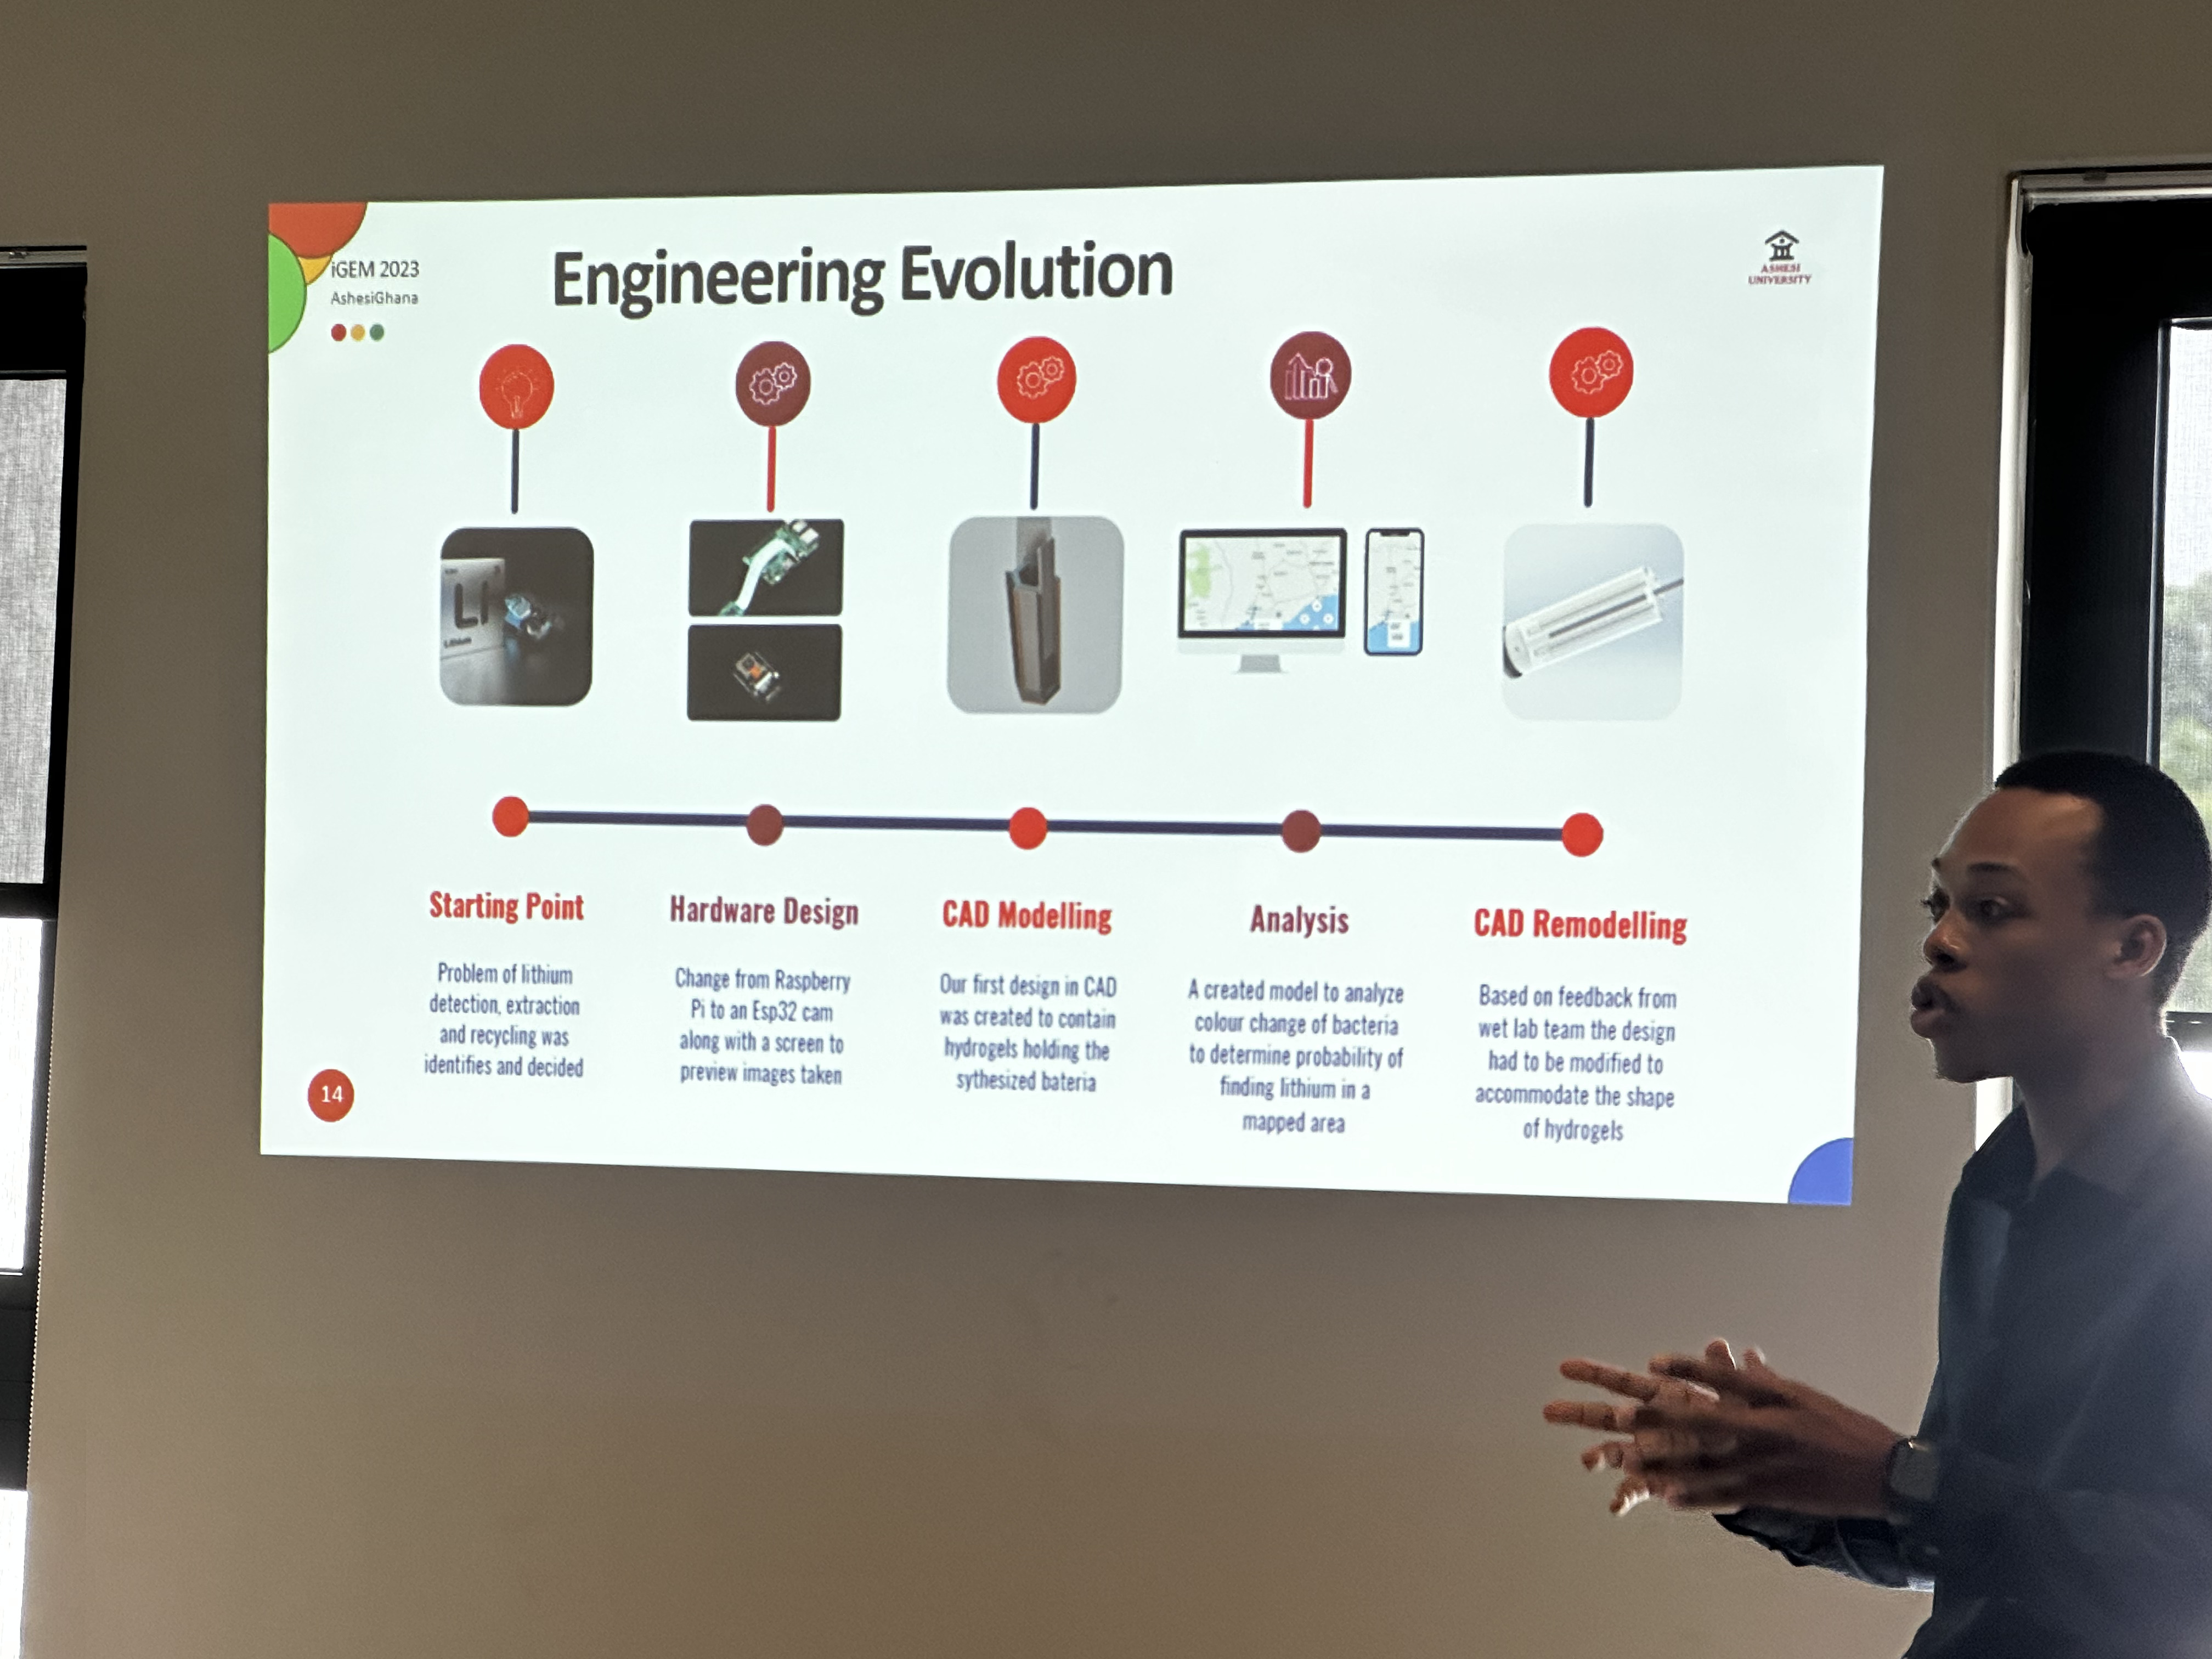 iGEM 2023
AshesiGhana
Engineering Evolution
ASHESI
UNIVERSITY
Li
Lithium
Starting Point
Problem of lithium
detection, extraction
and recycling was
identifies and decided
Hardware Design
Change from Raspberry
Pi to an Esp32 cam
along with a screen to
preview images taken
CAD Modelling
Our first design in CAD
was created to contain
hydrogels holding the
sythesized bateria
Analysis
A created model to analyze
colour change of bacteria
to determine probability of
finding lithium in a
mapped area
CAD Remodelling
Based on feedback from
wet lab team the design
had to be modified to
accommodate the shape
of hydrogels
14